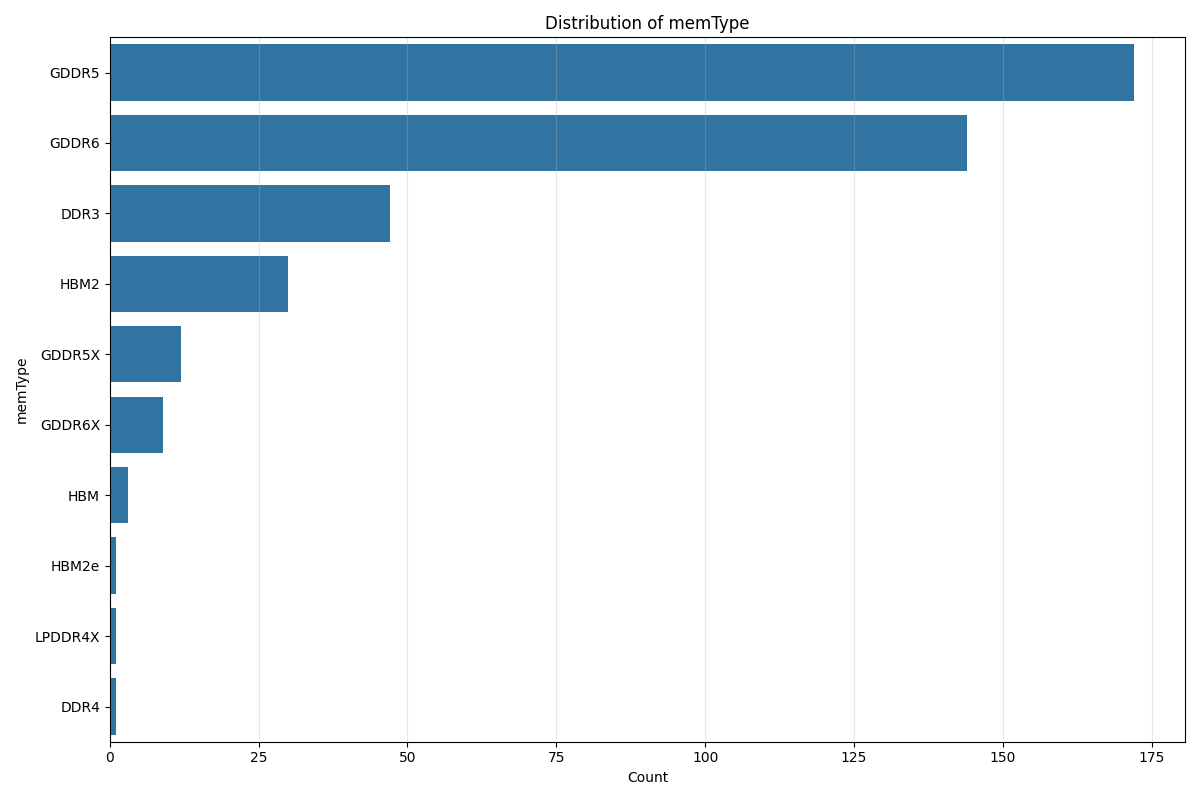 Distribution of memType
GDDR5
GDDR6
DDR3
HBM2
GDDR5X
GDDR6X
HBM
HBM2e
LPDDR4X
DDR4
memType
0 25 50 75 100 125 150 175
Count